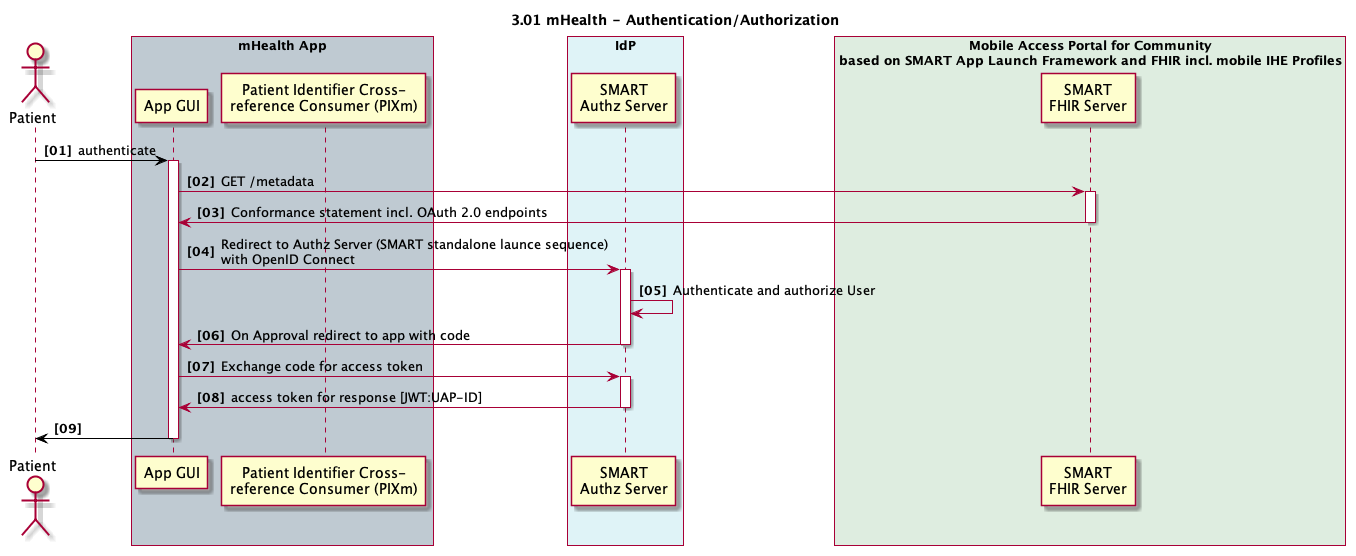 3.01 mHealth - Authentication/Authorization
mHealth App
IdP
Mobile Access Portal for Community
based on SMART App Launch Framework and FHIR incl. mobile IHE Profiles
Patient
App GUI
Patient Identifier Cross-
reference Consumer (PIXm)
SMART
Authz Server
SMART
FHIR Server
[01] authenticate
[02] GET /metadata
[03] Conformance statement incl. OAuth 2.0 endpoints
[04] Redirect to Authz Server (SMART standalone launce sequence)
with OpenID Connect
[05] Authenticate and authorize User
[06] On Approval redirect to app with code
[07] Exchange code for access token
[08] access token for response [JWT:UAP-ID]
[09]
Patient
App GUI
Patient Identifier Cross-
reference Consumer (PIXm)
SMART
Authz Server
SMART
FHIR Server